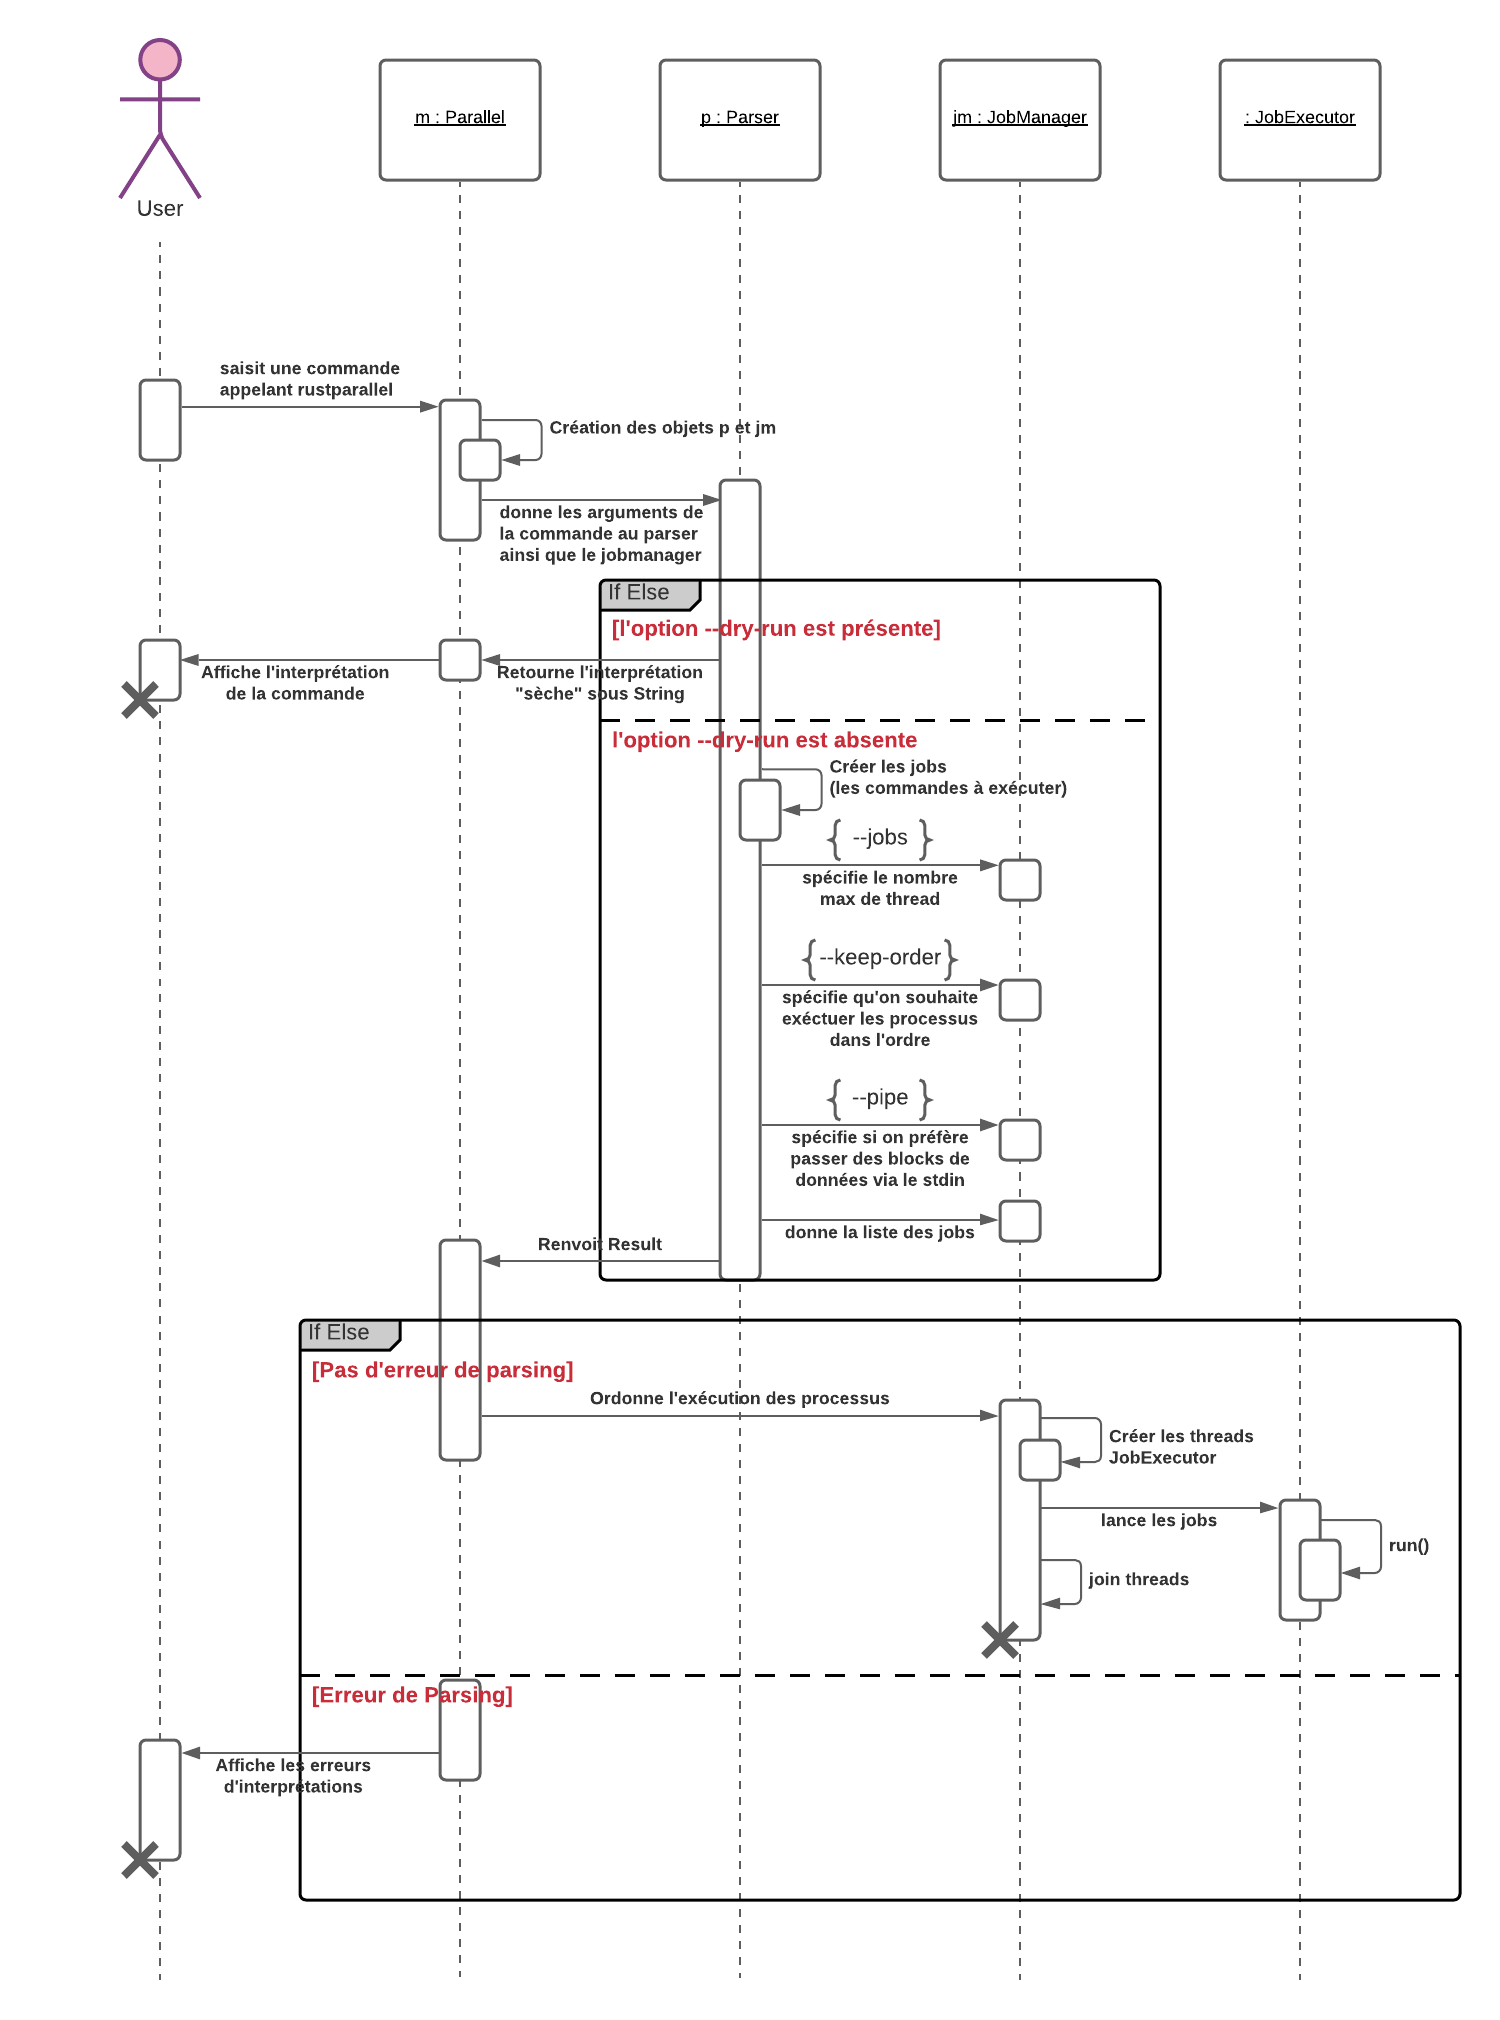 User
m : Parallel
p : Parser
jm : JobManager
: JobExecutor
saisit une commande
appelant rustparallel
Création des objets p et jm
donne les arguments de
la commande au parser
ainsi que le jobmanager
If Else
[l'option --dry-run est présente]
Affiche l'interprétation
de la commande
Retourne l'interprétation
"sèche" sous String
l'option --dry-run est absente
Créer les jobs
(les commandes à exécuter)
--jobs
spécifie le nombre
max de thread
--keep-order
spécifie qu'on souhaite
exéctuer les processus
dans l'ordre
--pipe
spécifie si on préfère
passer des blocks de
données via le stdin
donne la liste des jobs
Renvoit Result
If Else
[Pas d'erreur de parsing]
Ordonne l'exécution des processus
Créer les threads
JobExecutor
lance les jobs
run()
join threads
[Erreur de Parsing]
Affiche les erreurs
d'interprétations